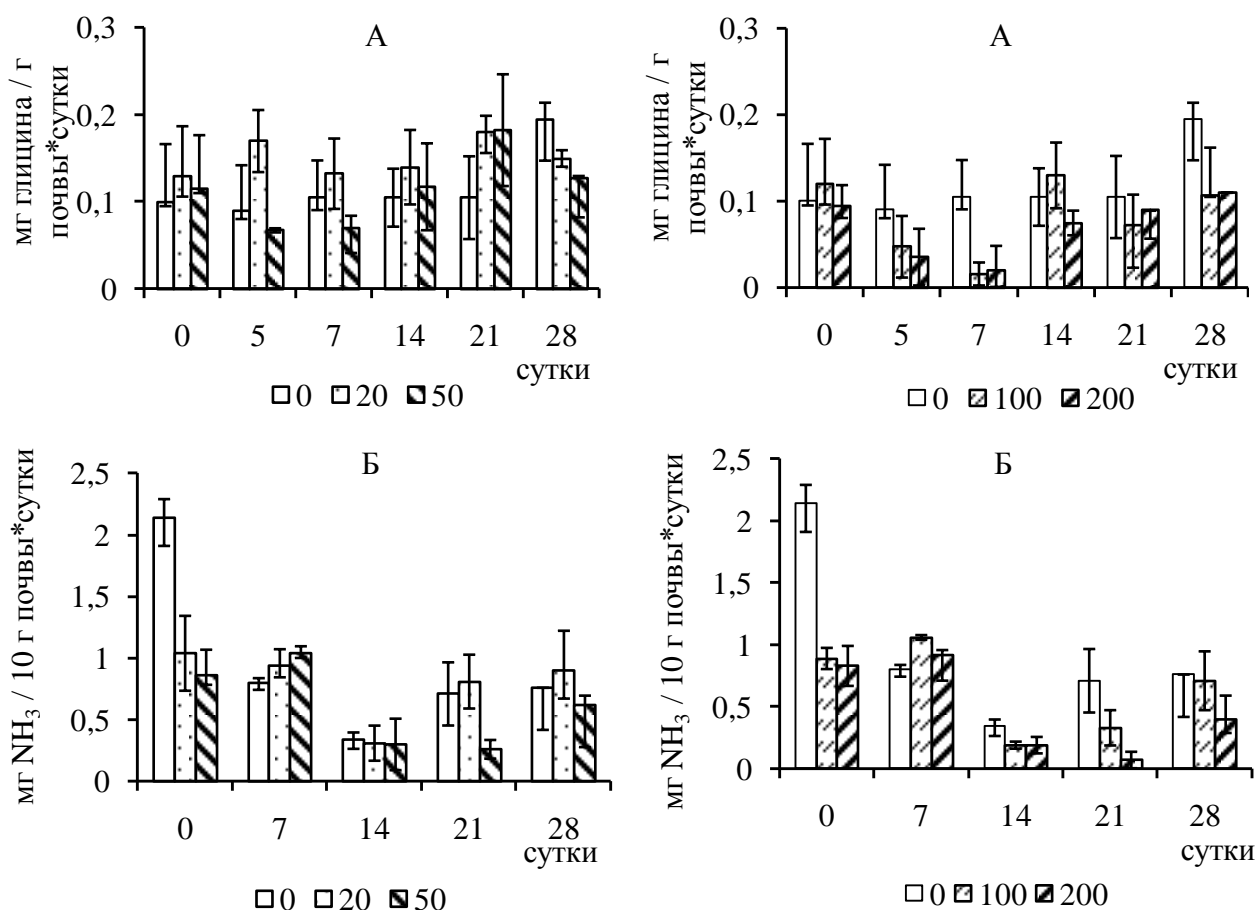 А
мг глицина / г
почвы*сутки
0,3
0,2
0,1
0
0 5 7 14 21 28
сутки
0 20 50
А
мг глицина / г
почвы*сутки
0,3
0,2
0,1
0
0 5 7 14 21 28
сутки
0 100 200
Б
мг NH₃ / 10 г почвы*сутки
2,5
2
1,5
1
0,5
0
0 7 14 21 28
сутки
0 20 50
Б
мг NH₃ / 10 г почвы*сутки
2,5
2
1,5
1
0,5
0
0 7 14 21 28
сутки
0 100 200